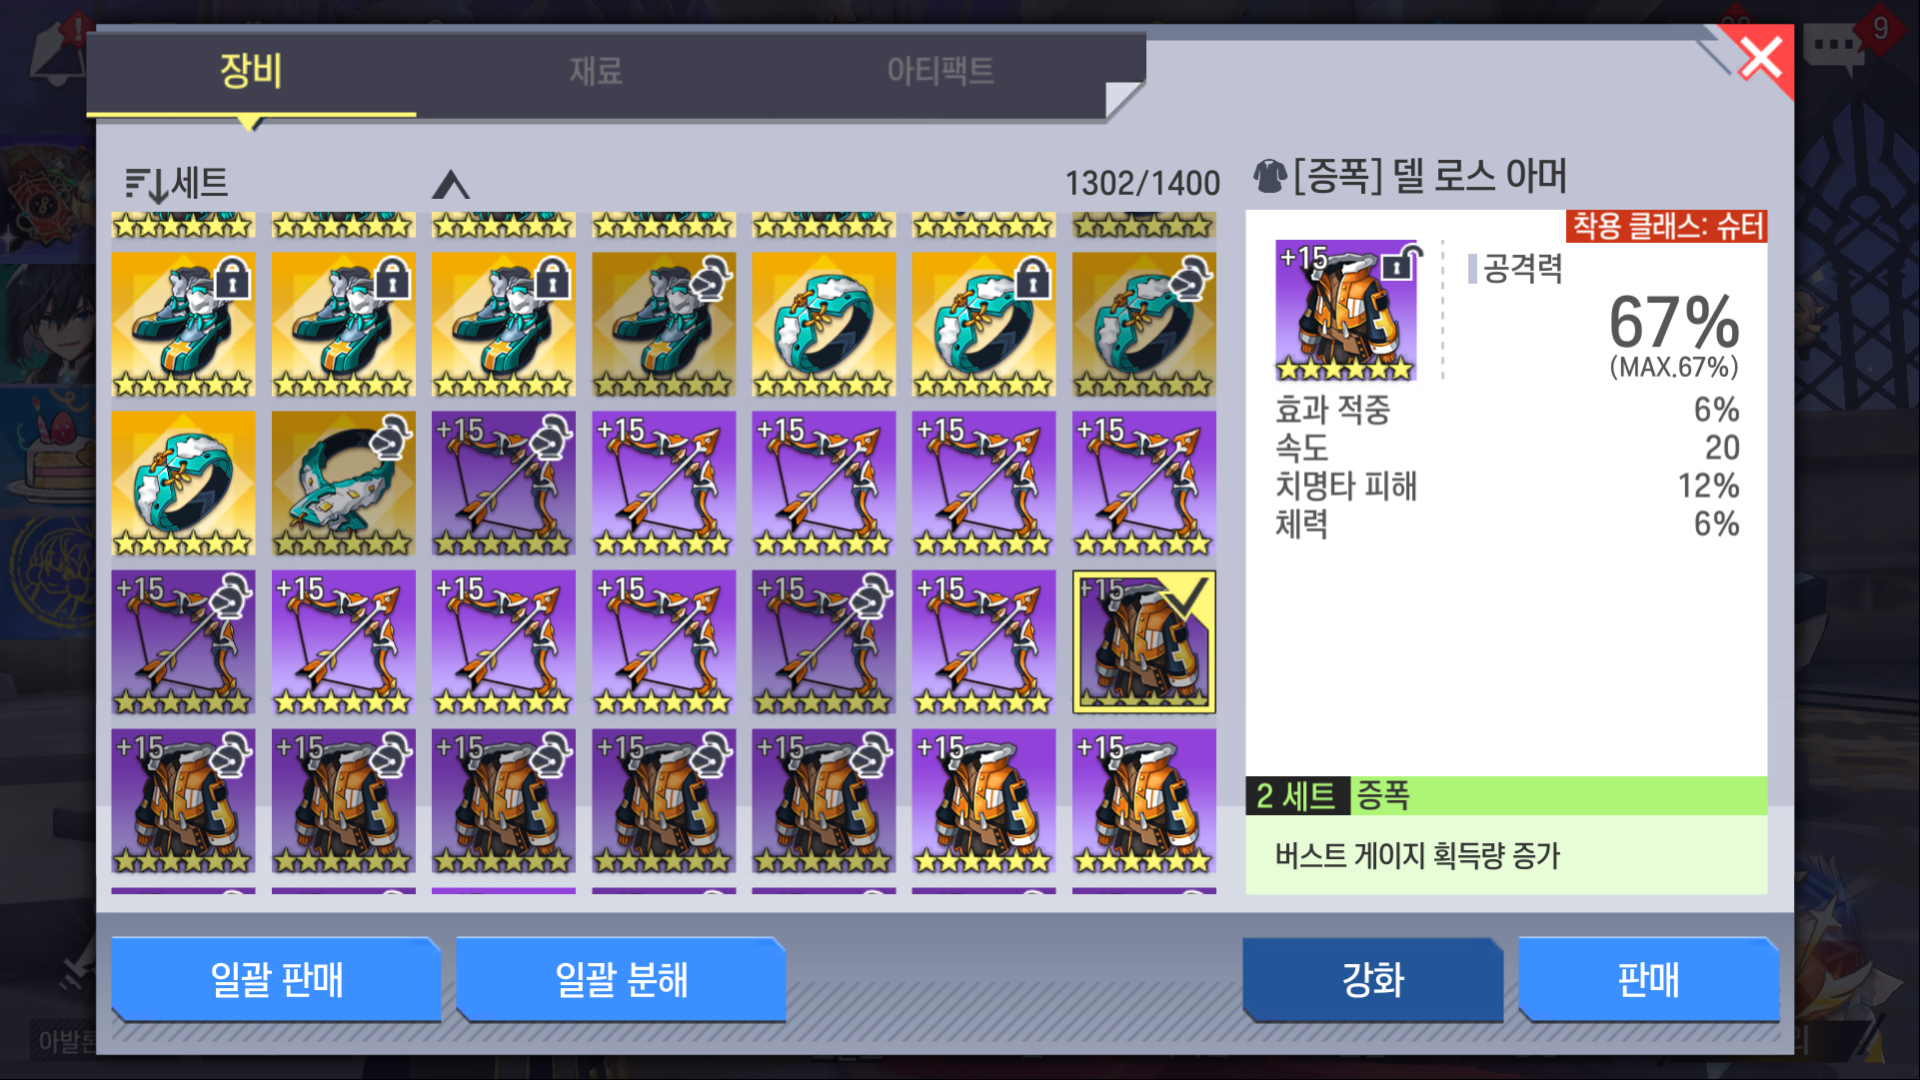 장비
재료
아티팩트
9
세트
1302/1400
[증폭] 델 로스 아머
착용 클래스: 슈터
+15
공격력
67%
(MAX.67%)
효과 적중 6%
속도 20
치명타 피해 12%
체력 6%
+15 +15 +15 +15 +15
+15 +15 +15 +15 +15 +15 +15
+15 +15 +15 +15 +15 +15 +15
2 세트 증폭
버스트 게이지 획득량 증가
일괄 판매
일괄 분해
강화
판매